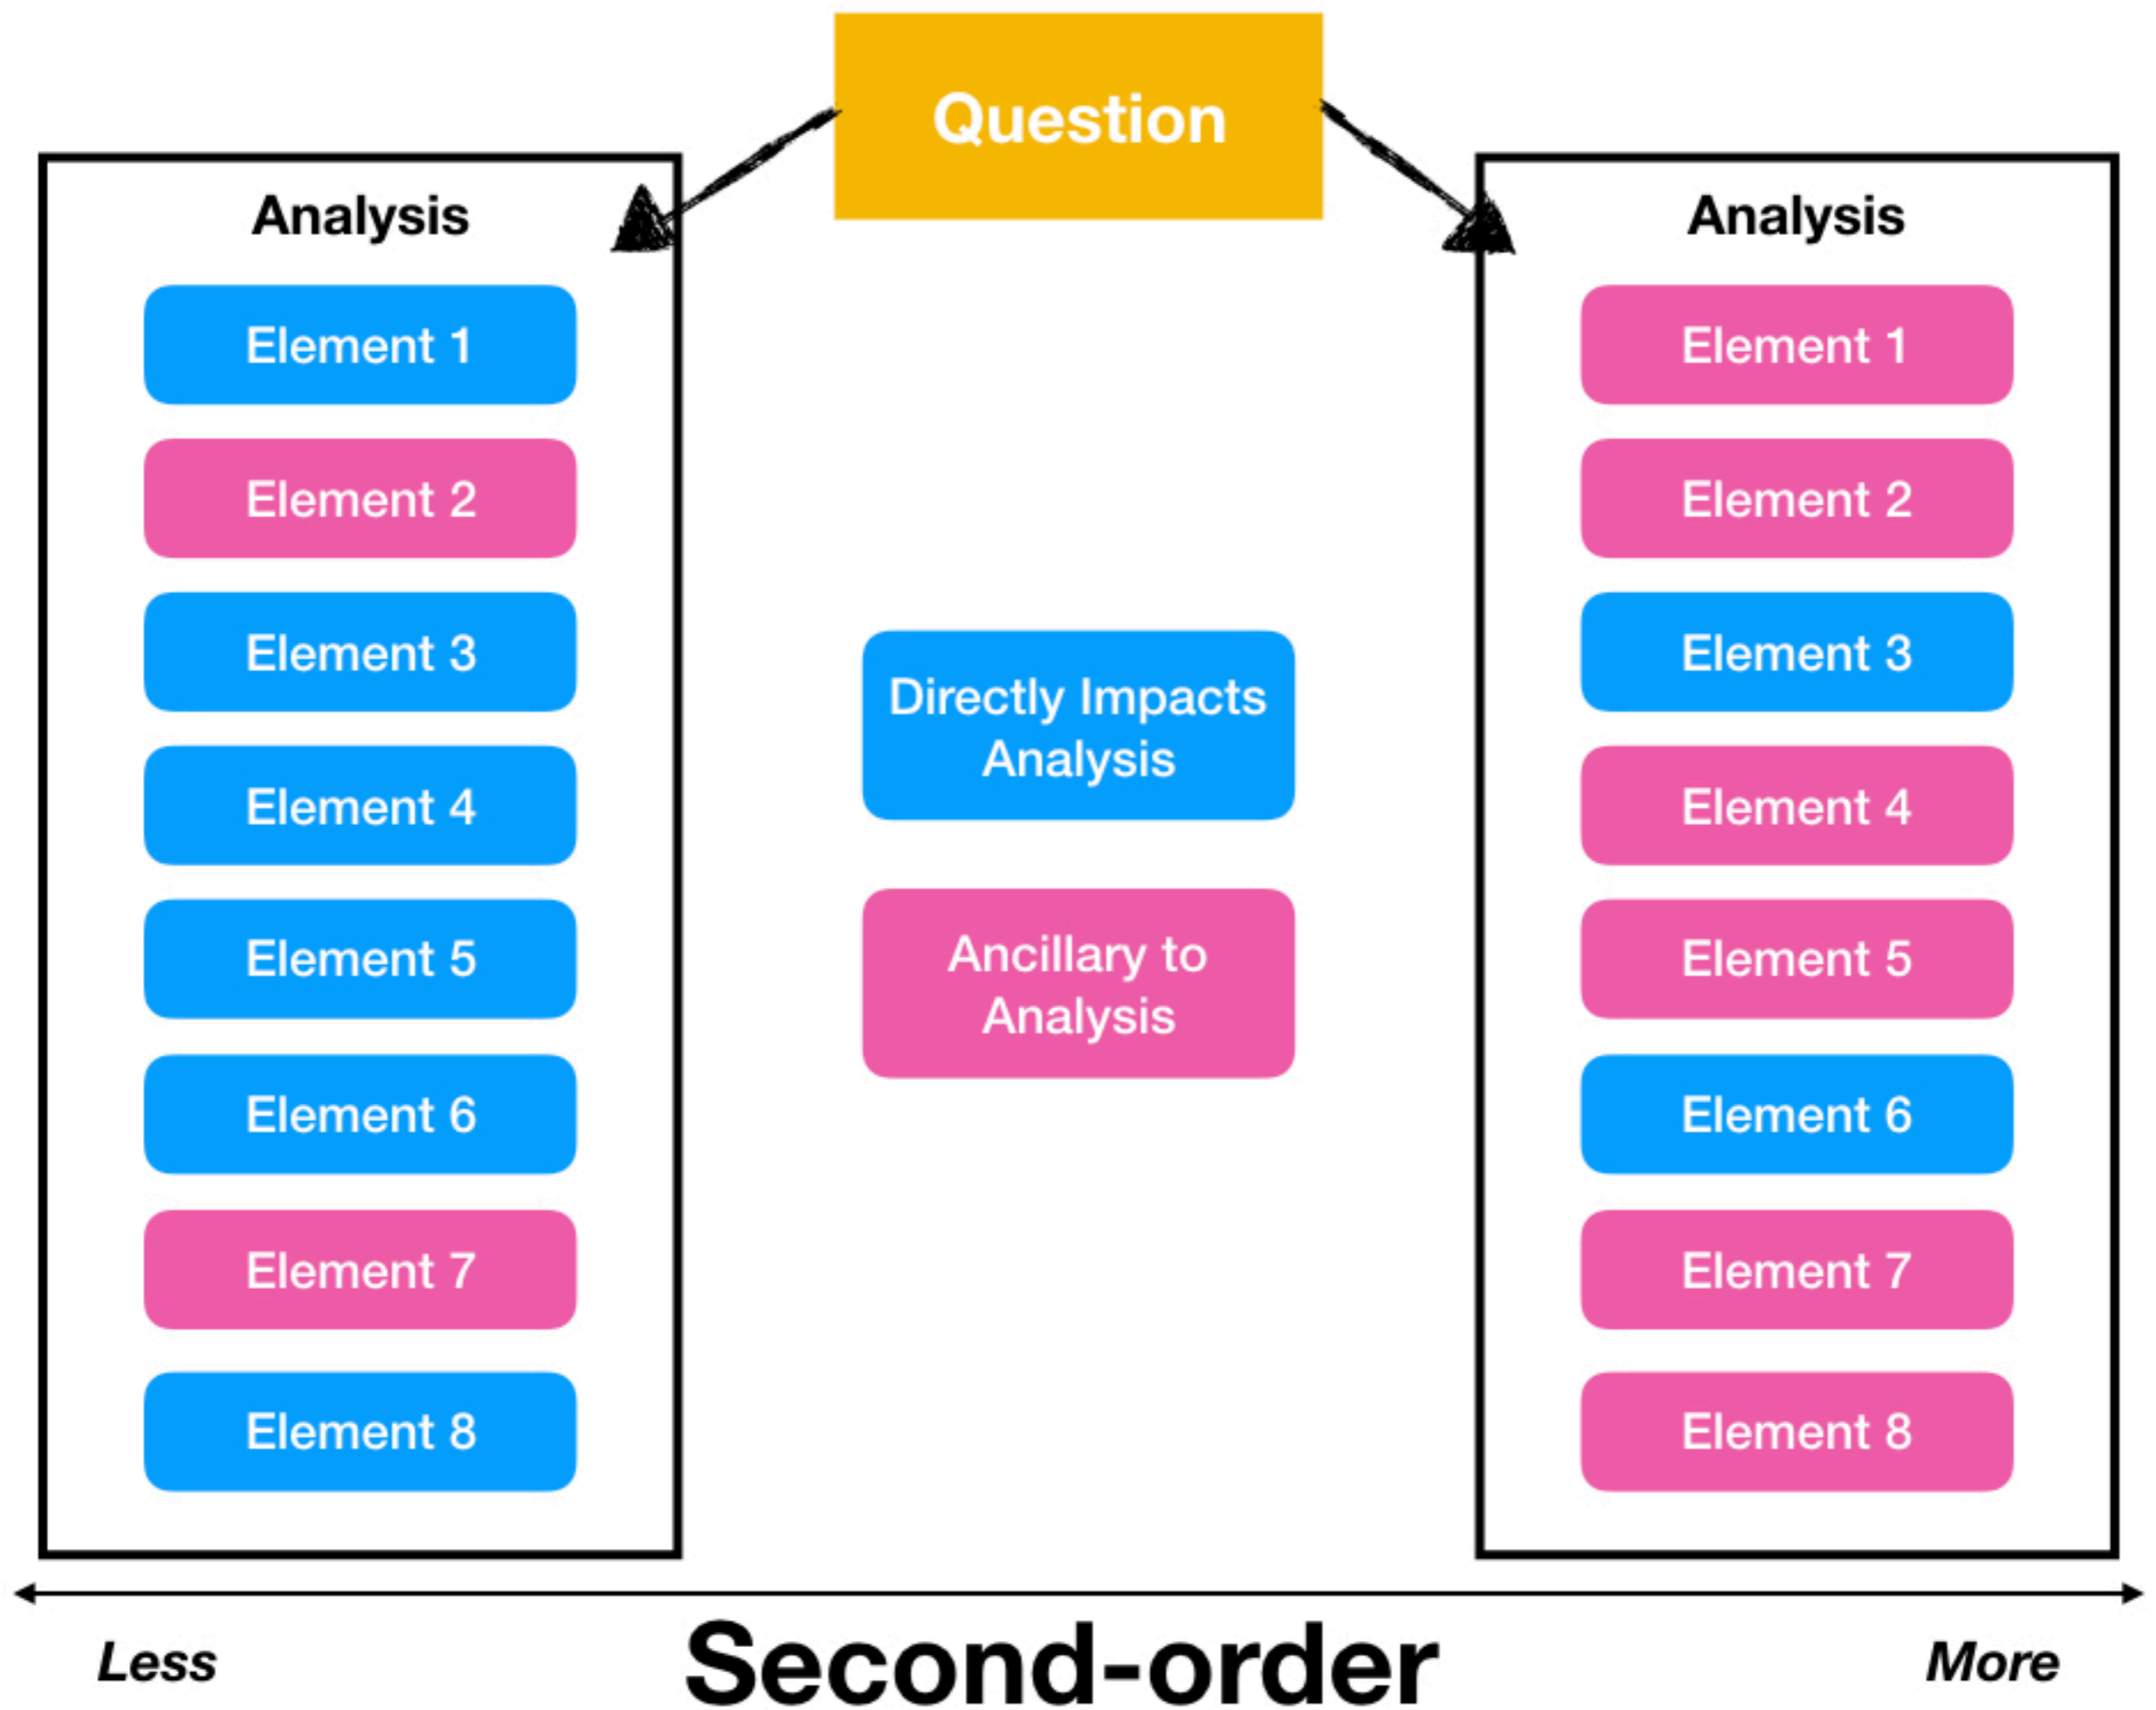 Question
Analysis
Element 1
Element 2
Element 3
Element 4
Element 5
Element 6
Element 7
Element 8
Directly Impacts
Analysis
Ancillary to
Analysis
Analysis
Element 1
Element 2
Element 3
Element 4
Element 5
Element 6
Element 7
Element 8
Less
Second-order
More